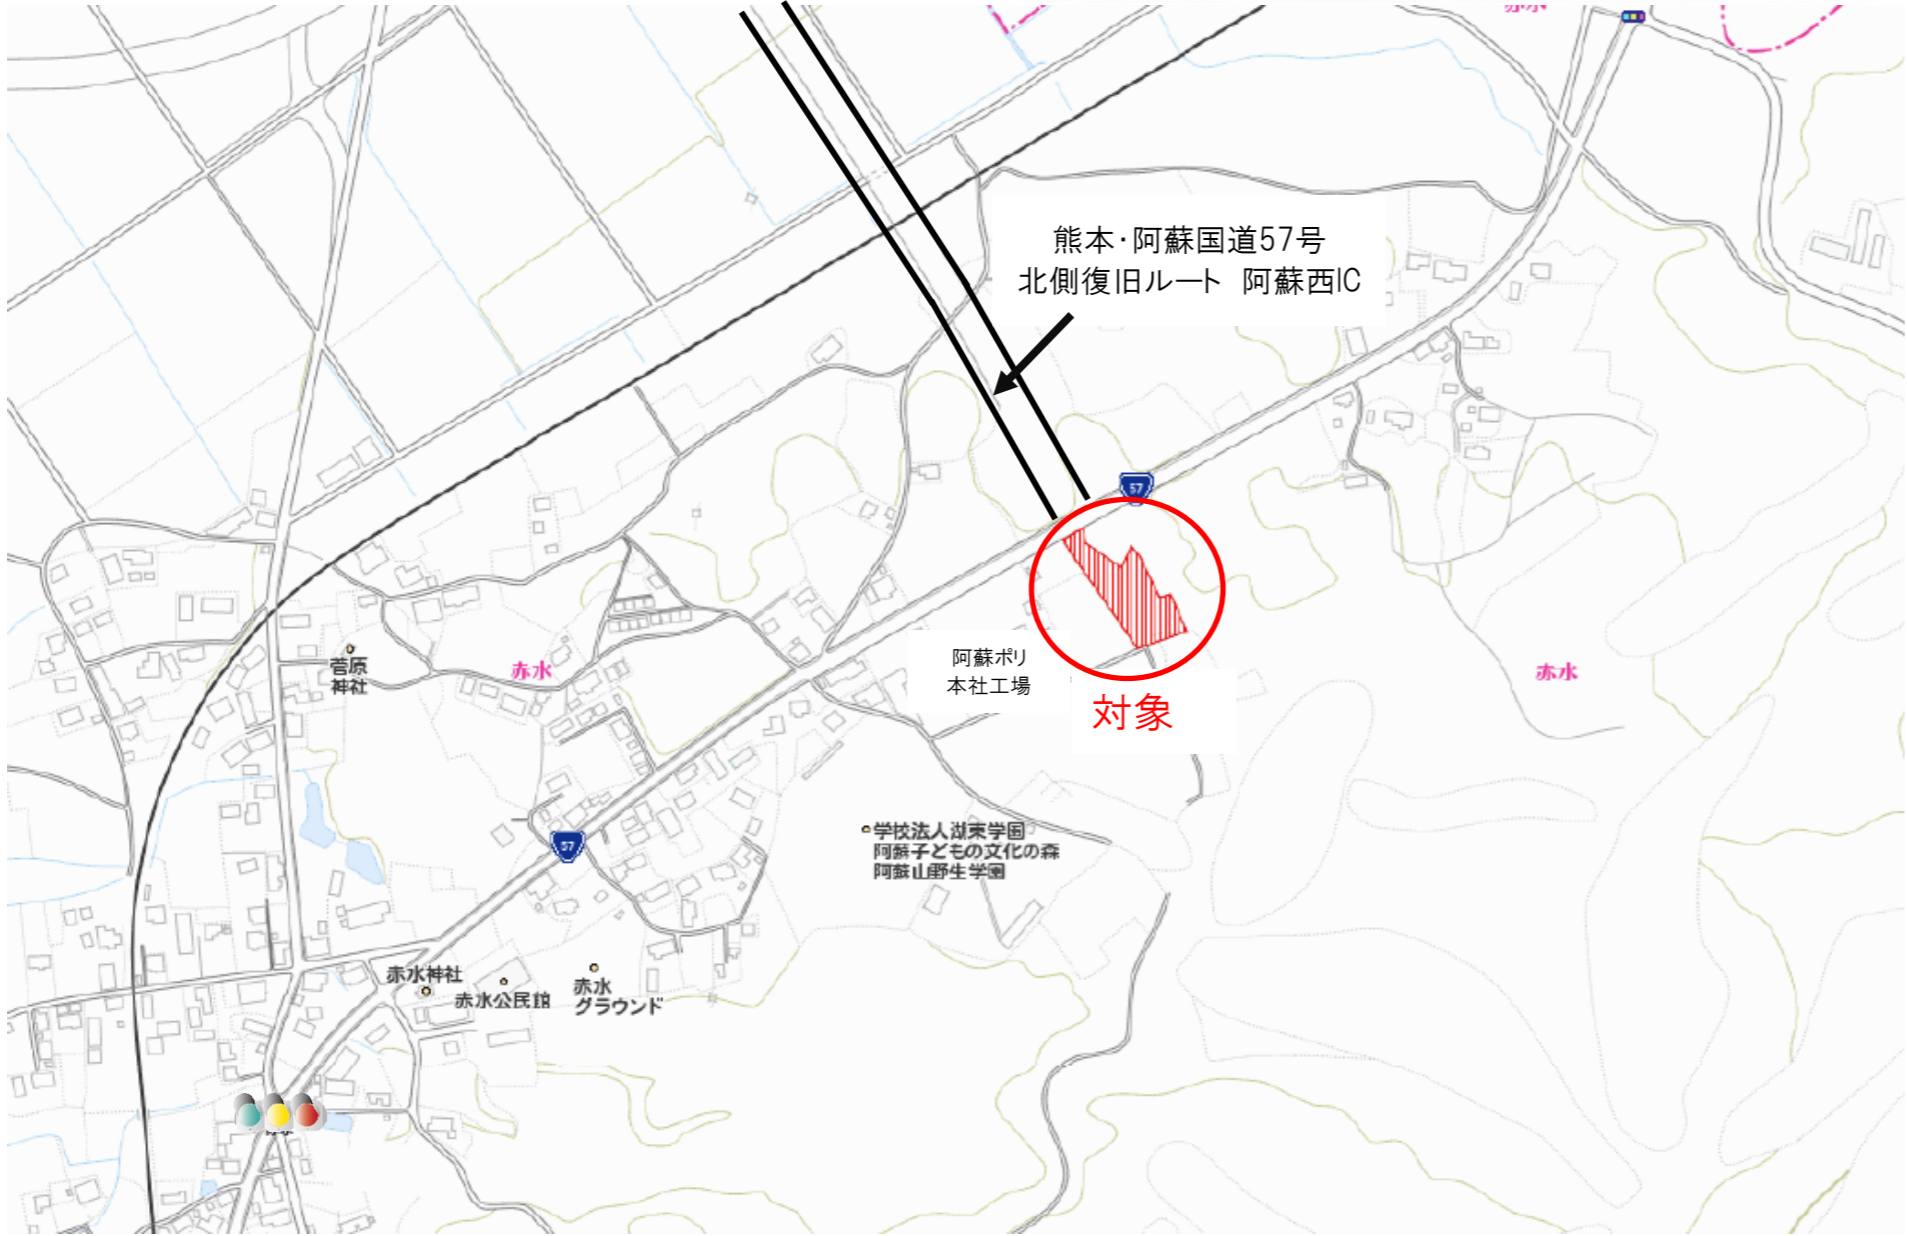 赤水
熊本・阿蘇国道57号
北側復旧ルート 阿蘇西IC
57
阿蘇ポリ
本社工場
対象
菅原
神社
赤水
赤水
57
学校法人湖東学園
阿蘇子どもの文化の森
阿蘇山野生学園
赤水神社
赤水公民館
赤水
グラウンド